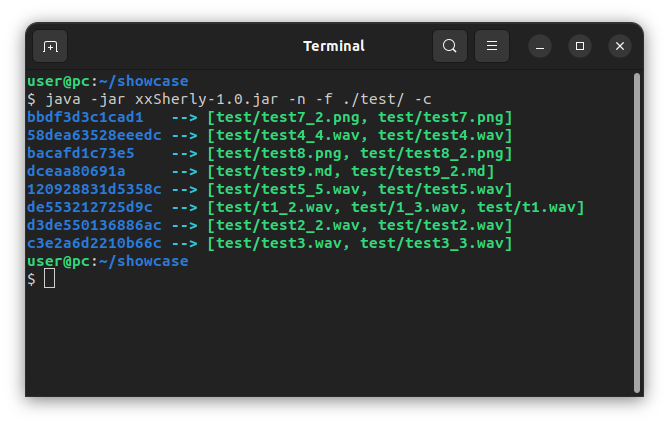 Terminal
user@pc:~/showcase
$ java -jar xxSherly-1.0.jar -n -f ./test/ -c
bbdf3d3c1cad1   --> [test/test7_2.png, test/test7.png]
58dea63528eeedc --> [test/test4_4.wav, test/test4.wav]
bacafd1c73e5    --> [test/test8.png, test/test8_2.png]
dceaa80691a     --> [test/test9.md, test/test9_2.md]
120928831d5358c --> [test/test5_5.wav, test/test5.wav]
de553212725d9c  --> [test/t1_2.wav, test/1_3.wav, test/t1.wav]
d3de550136886ac --> [test/test2_2.wav, test/test2.wav]
c3e2a6d2210b66c --> [test/test3.wav, test/test3_3.wav]
user@pc:~/showcase
$